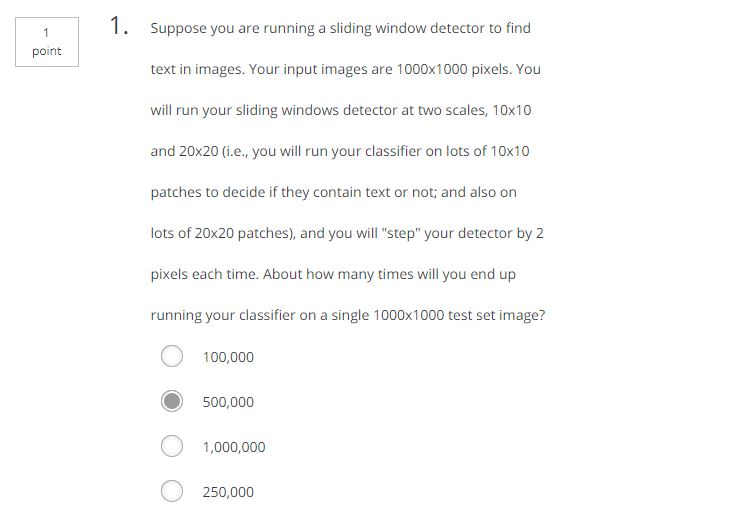 1
point
1.
Suppose you are running a sliding window detector to find
text in images. Your input images are 1000x1000 pixels. You
will run your sliding windows detector at two scales, 10x10
and 20x20 (i.e., you will run your classifier on lots of 10x10
patches to decide if they contain text or not; and also on
lots of 20x20 patches), and you will "step" your detector by 2
pixels each time. About how many times will you end up
running your classifier on a single 1000x1000 test set image?
100,000
500,000
1,000,000
250,000